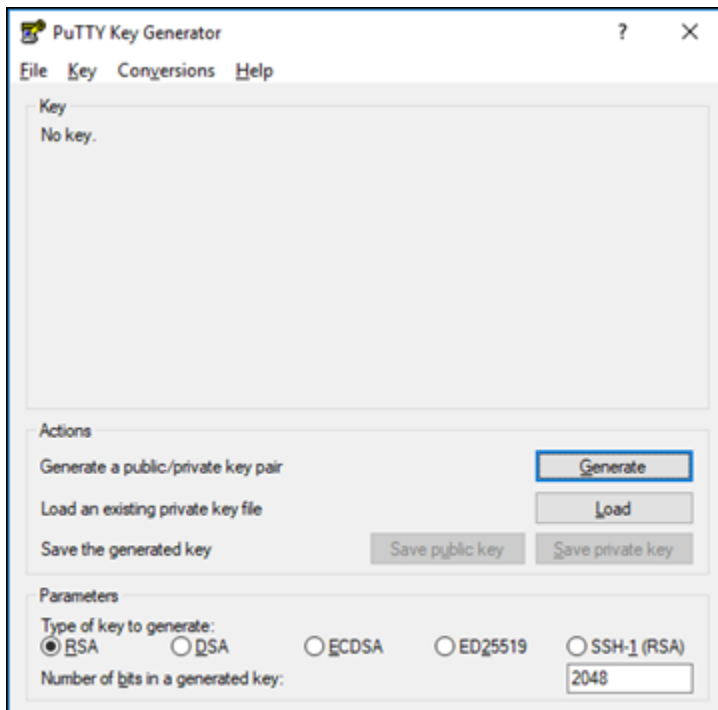 PuTTY Key Generator ?
File Key Conversions Help
Key
No key.
Actions
Generate a public/private key pair Generate
Load an existing private key file Load
Save the generated key Save public key Save private key
Parameters
Type of key to generate:
RSA DSA ECDSA ED25519 SSH-1 (RSA)
Number of bits in a generated key: 2048